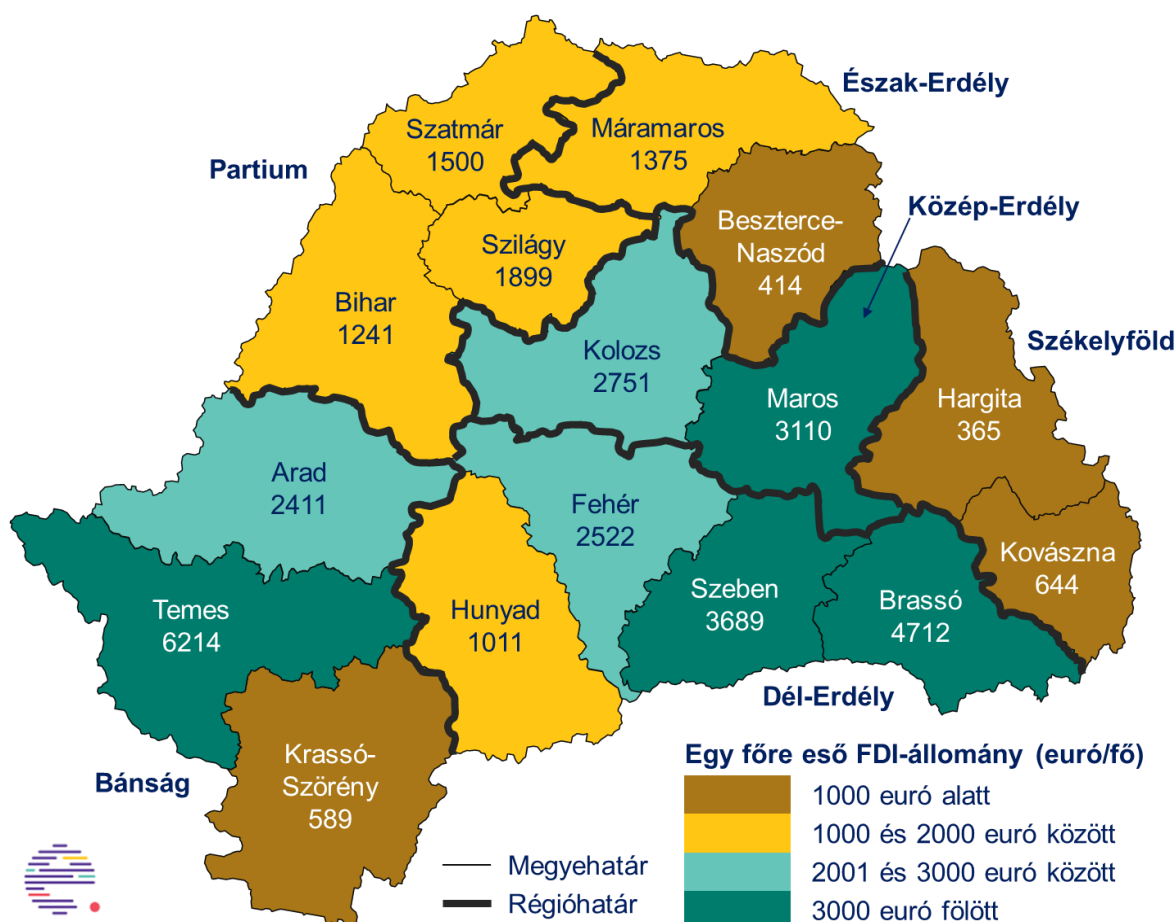 Észak-Erdély
Szatmár
1500
Máramaros
1375
Partium
Közép-Erdély
Beszterce-
Naszód
414
Szilágy
1899
Bihar
1241
Kolozs
2751
Székelyföld
Maros
3110
Hargita
365
Arad
2411
Fehér
2522
Kovászna
644
Temes
6214
Hunyad
1011
Szeben
3689
Brassó
4712
Dél-Erdély
Krassó-
Szörény
589
Bánság
Egy főre eső FDI-állomány (euró/fő)
1000 euró alatt
1000 és 2000 euró között
2001 és 3000 euró között
3000 euró fölött
Megyehatár
Régióhatár